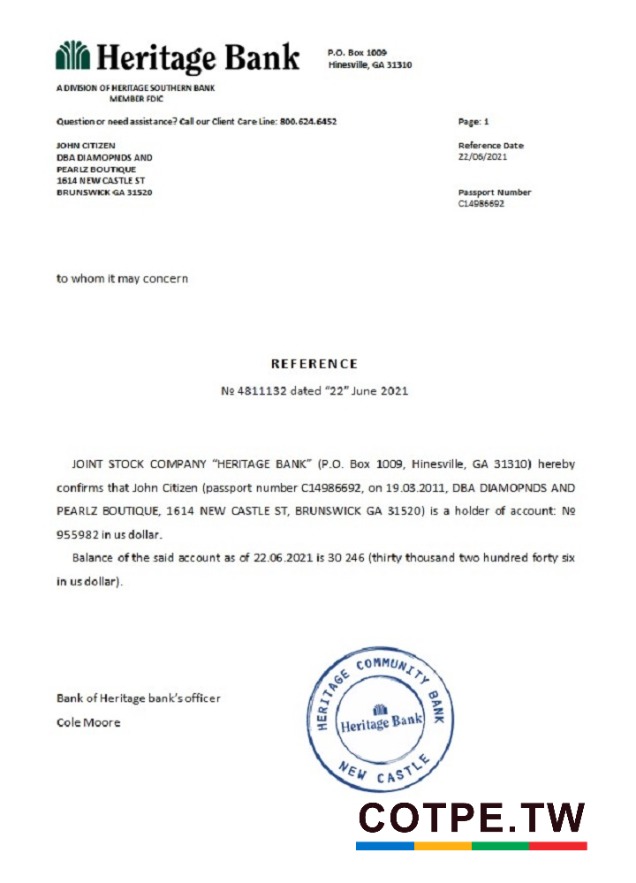 Heritage Bank
P.O. Box 1009
Hinesville, GA 31310
A DIVISION OF HERITAGE SOUTHERN BANK
MEMBER FDIC
Question or need assistance? Call our Client Care Line: 800.624.6452
Page: 1
JOHN CITIZEN
DBA DIAMOPNDS AND
PEARLZ BOUTIQUE
1614 NEW CASTLE ST
BRUNSWICK GA 31520
Reference Date
22/06/2021
Passport Number
C14986692
to whom it may concern
REFERENCE
№ 4811132 dated “22” June 2021
JOINT STOCK COMPANY “HERITAGE BANK” (P.O. Box 1009, Hinesville, GA 31310) hereby
confirms that John Citizen (passport number C14986692, on 19.03.2011, DBA DIAMOPNDS AND
PEARLZ BOUTIQUE, 1614 NEW CASTLE ST, BRUNSWICK GA 31520) is a holder of account: №
955982 in us dollar.
Balance of the said account as of 22.06.2021 is 30 246 (thirty thousand two hundred forty six
in us dollar).
Bank of Heritage bank’s officer
Cole Moore
HERITAGE COMMUNITY BANK
Heritage Bank
NEW CASTLE
COTPE.TW